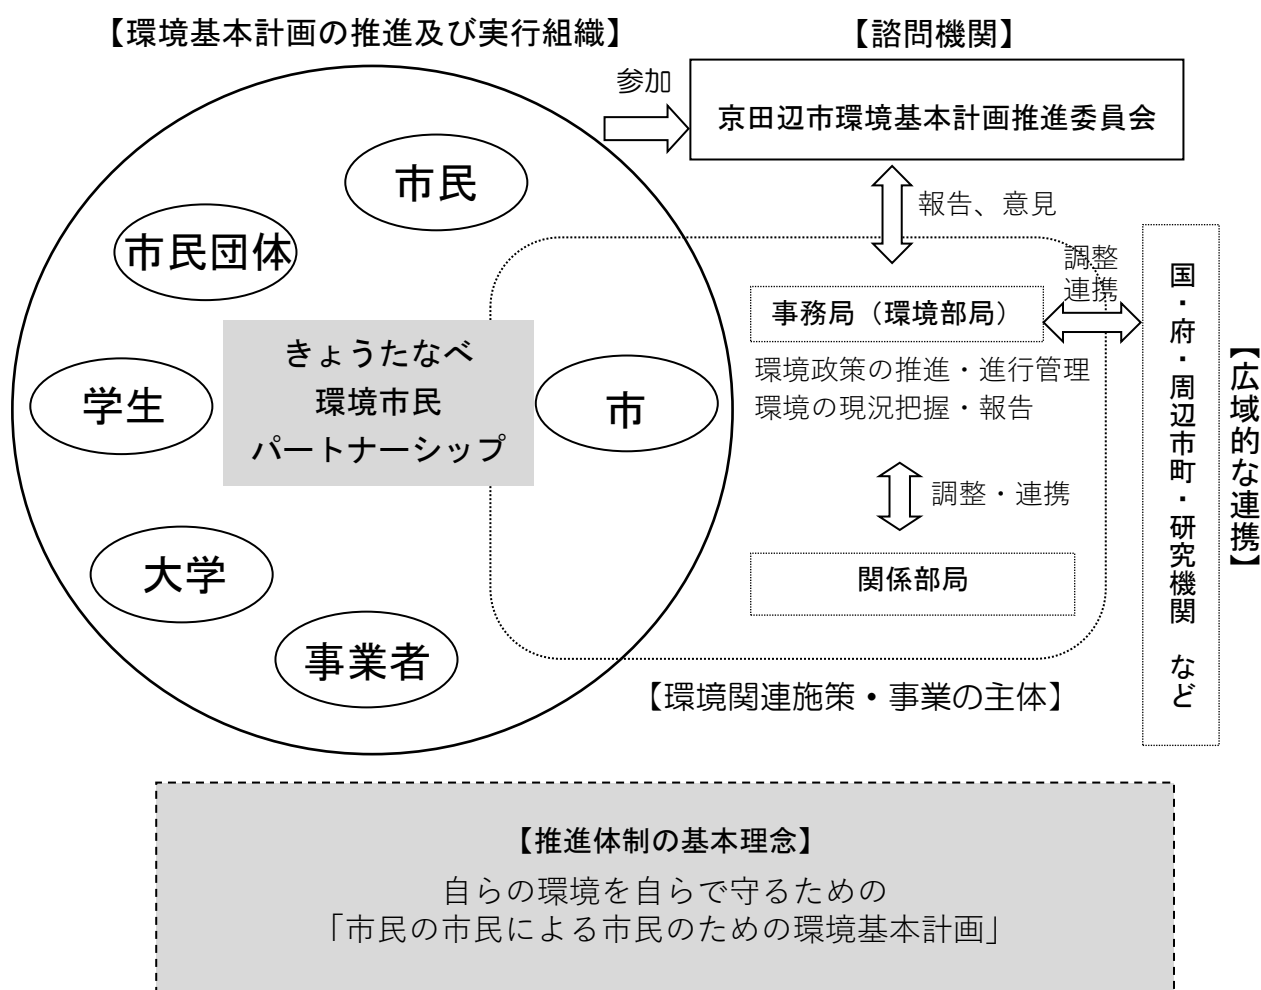 【環境基本計画の推進及び実行組織】
【諮問機関】
参加
京田辺市環境基本計画推進委員会
市民
市民団体
学生
大学
事業者
市
きょうたなべ
環境市民
パートナーシップ
報告、意見
調整
連携
事務局（環境部局）
環境政策の推進・進行管理
環境の現況把握・報告
調整・連携
関係部局
【環境関連施策・事業の主体】
国・府・周辺市町・研究機関　など
【広域的な連携】
【推進体制の基本理念】
自らの環境を自らで守るための
「市民の市民による市民のための環境基本計画」